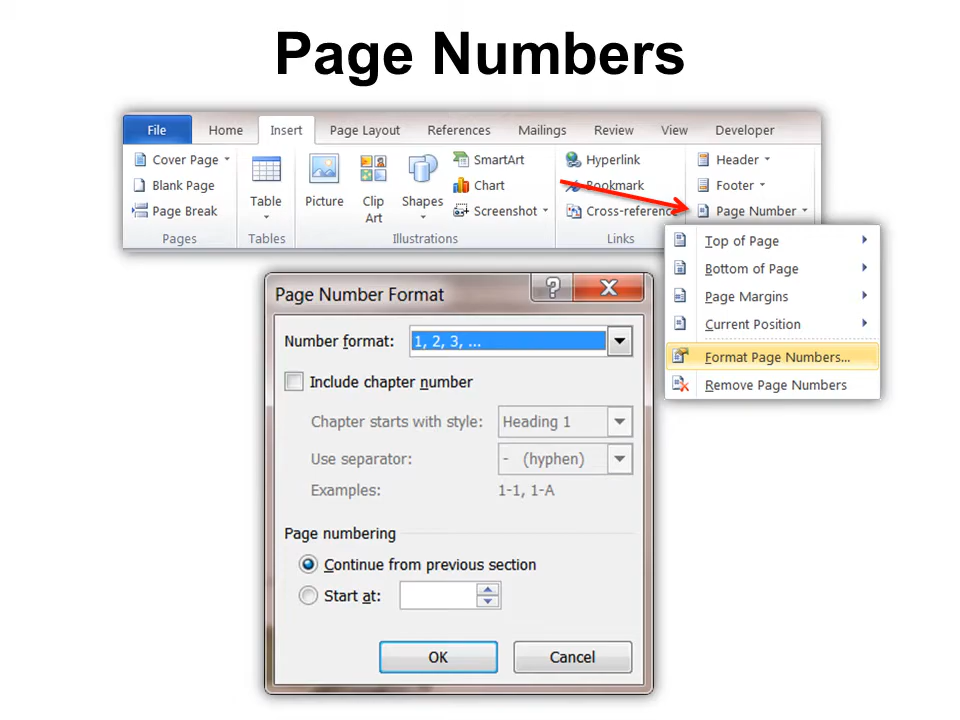 Page Numbers
File Home Insert Page Layout References Mailings Review View Developer
Cover Page
Blank Page
Page Break
Pages
Table
Tables
Picture
Clip
Art
Shapes
SmartArt
Chart
Screenshot
Illustrations
Hyperlink
Bookmark
Cross-reference
Links
Header
Footer
Page Number
Top of Page
Bottom of Page
Page Margins
Current Position
Format Page Numbers...
Remove Page Numbers
Page Number Format
?
X
Number format: 1, 2, 3, ...
Include chapter number
Chapter starts with style: Heading 1
Use separator: - (hyphen)
Examples: 1-1, 1-A
Page numbering
Continue from previous section
Start at:
OK Cancel